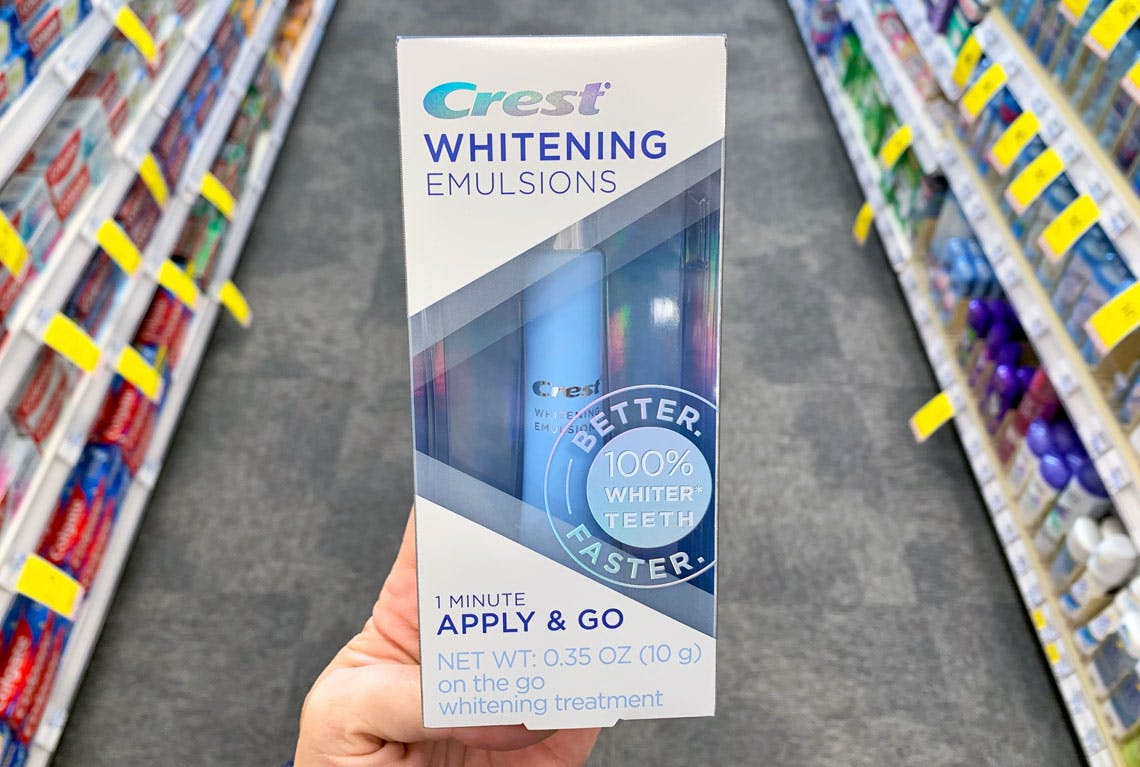 Crest
WHITENING
EMULSIONS
Crest
WHITENING
EMULSIONS
BETTER.
100%
WHITER*
TEETH
FASTER.
1 MINUTE
APPLY & GO
NET WT: 0.35 OZ (10 g)
on the go
whitening treatment
Colgate